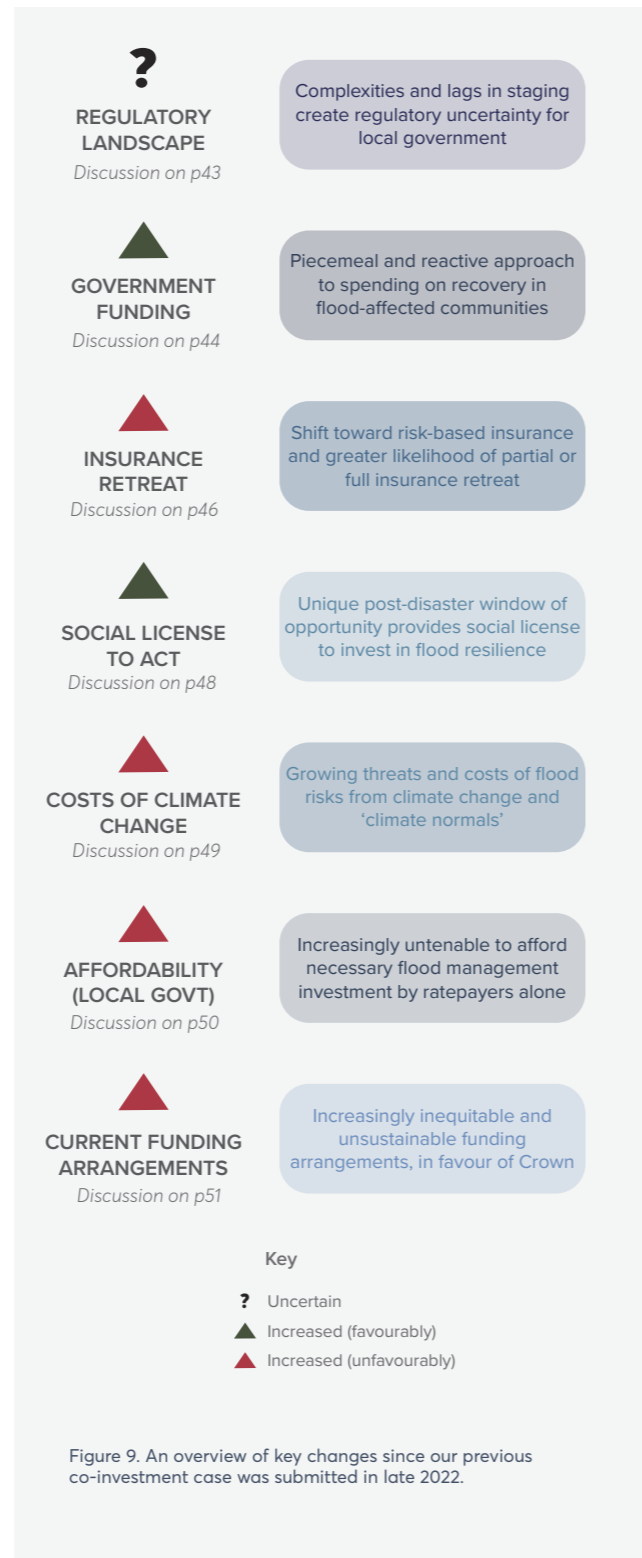 ?
REGULATORY
LANDSCAPE
Discussion on p43
Complexities and lags in staging
create regulatory uncertainty for
local government
GOVERNMENT
FUNDING
Discussion on p44
Piecemeal and reactive approach
to spending on recovery in
flood-affected communities
INSURANCE
RETREAT
Discussion on p46
Shift toward risk-based insurance
and greater likelihood of partial or
full insurance retreat
SOCIAL LICENSE
TO ACT
Discussion on p48
Unique post-disaster window of
opportunity provides social license
to invest in flood resilience
COSTS OF CLIMATE
CHANGE
Discussion on p49
Growing threats and costs of flood
risks from climate change and
‘climate normals’
AFFORDABILITY
(LOCAL GOVT)
Discussion on p50
Increasingly untenable to afford
necessary flood management
investment by ratepayers alone
CURRENT FUNDING
ARRANGEMENTS
Discussion on p51
Increasingly inequitable and
unsustainable funding
arrangements, in favour of Crown
Key
? Uncertain
Increased (favourably)
Increased (unfavourably)
Figure 9. An overview of key changes since our previous
co-investment case was submitted in late 2022.